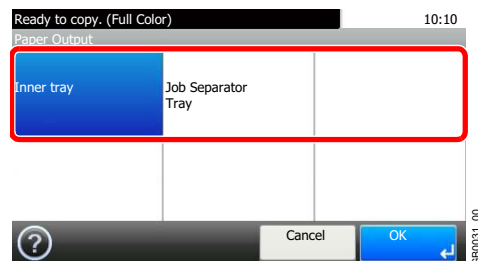 Ready to copy. (Full Color) 10:10
Paper Output
Inner tray
Job Separator
Tray
?
Cancel
OK